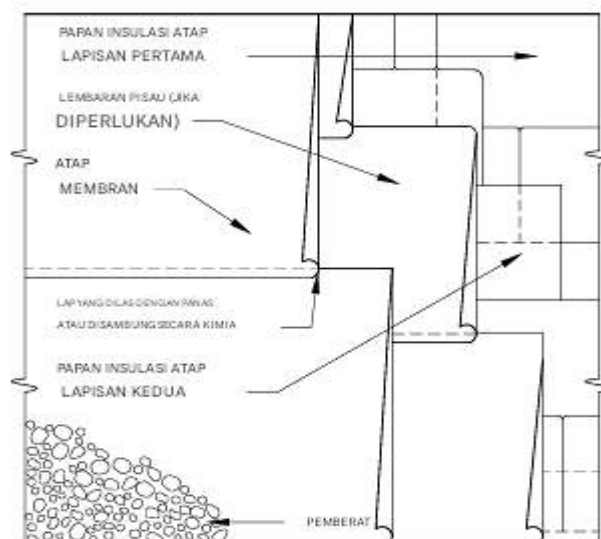 PAPAN INSULASI ATAP
LAPISAN PERTAMA
LEMBARAN PISAU (JIKA
DIPERLUKAN)
ATAP
MEMBRAN
LAP YANG DILAS DENGAN PANAS
ATAU DISAMBUNG SECARA KIMIA
PAPAN INSULASI ATAP
LAPISAN KEDUA
PEMBERAT